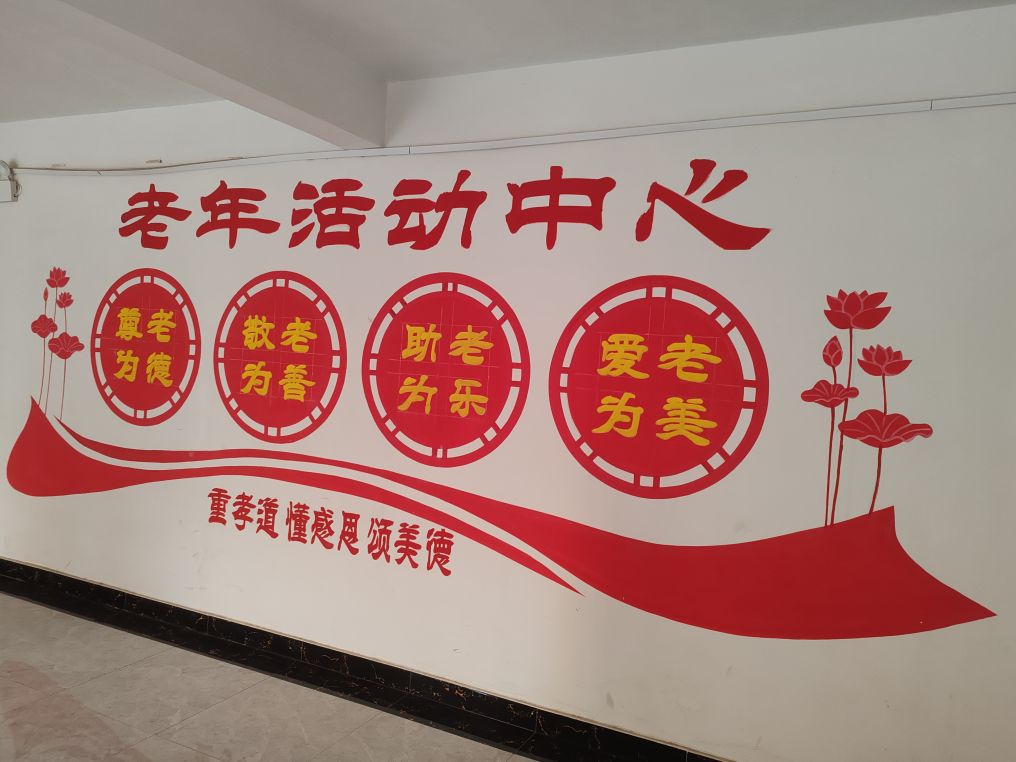 老年活动中心
尊老
为德
敬老
为善
助老
为乐
爱老
为美
重孝道 懂感恩 颂美德